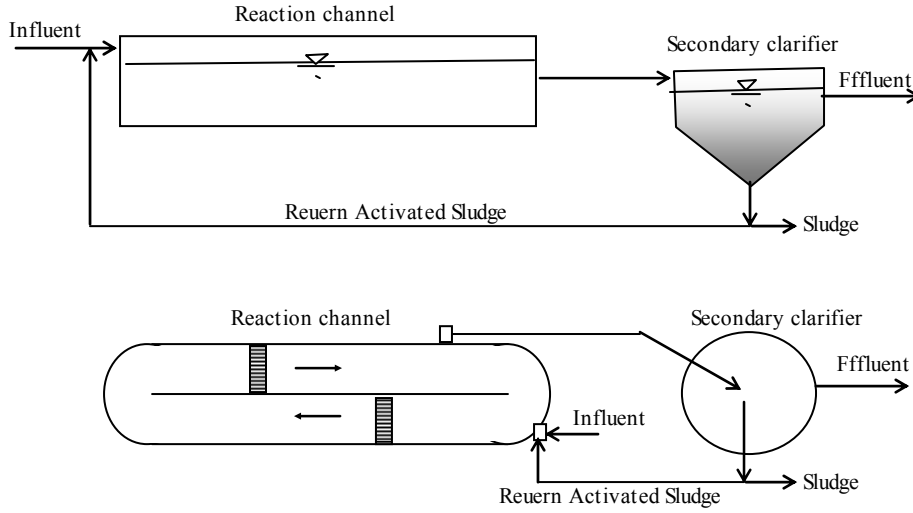 Reaction channel
Influent
Secondary clarifier
Fffluent
Reuern Activated Sludge
Sludge
Reaction channel
Secondary clarifier
Fffluent
Influent
Sludge
Reuern Activated Sludge